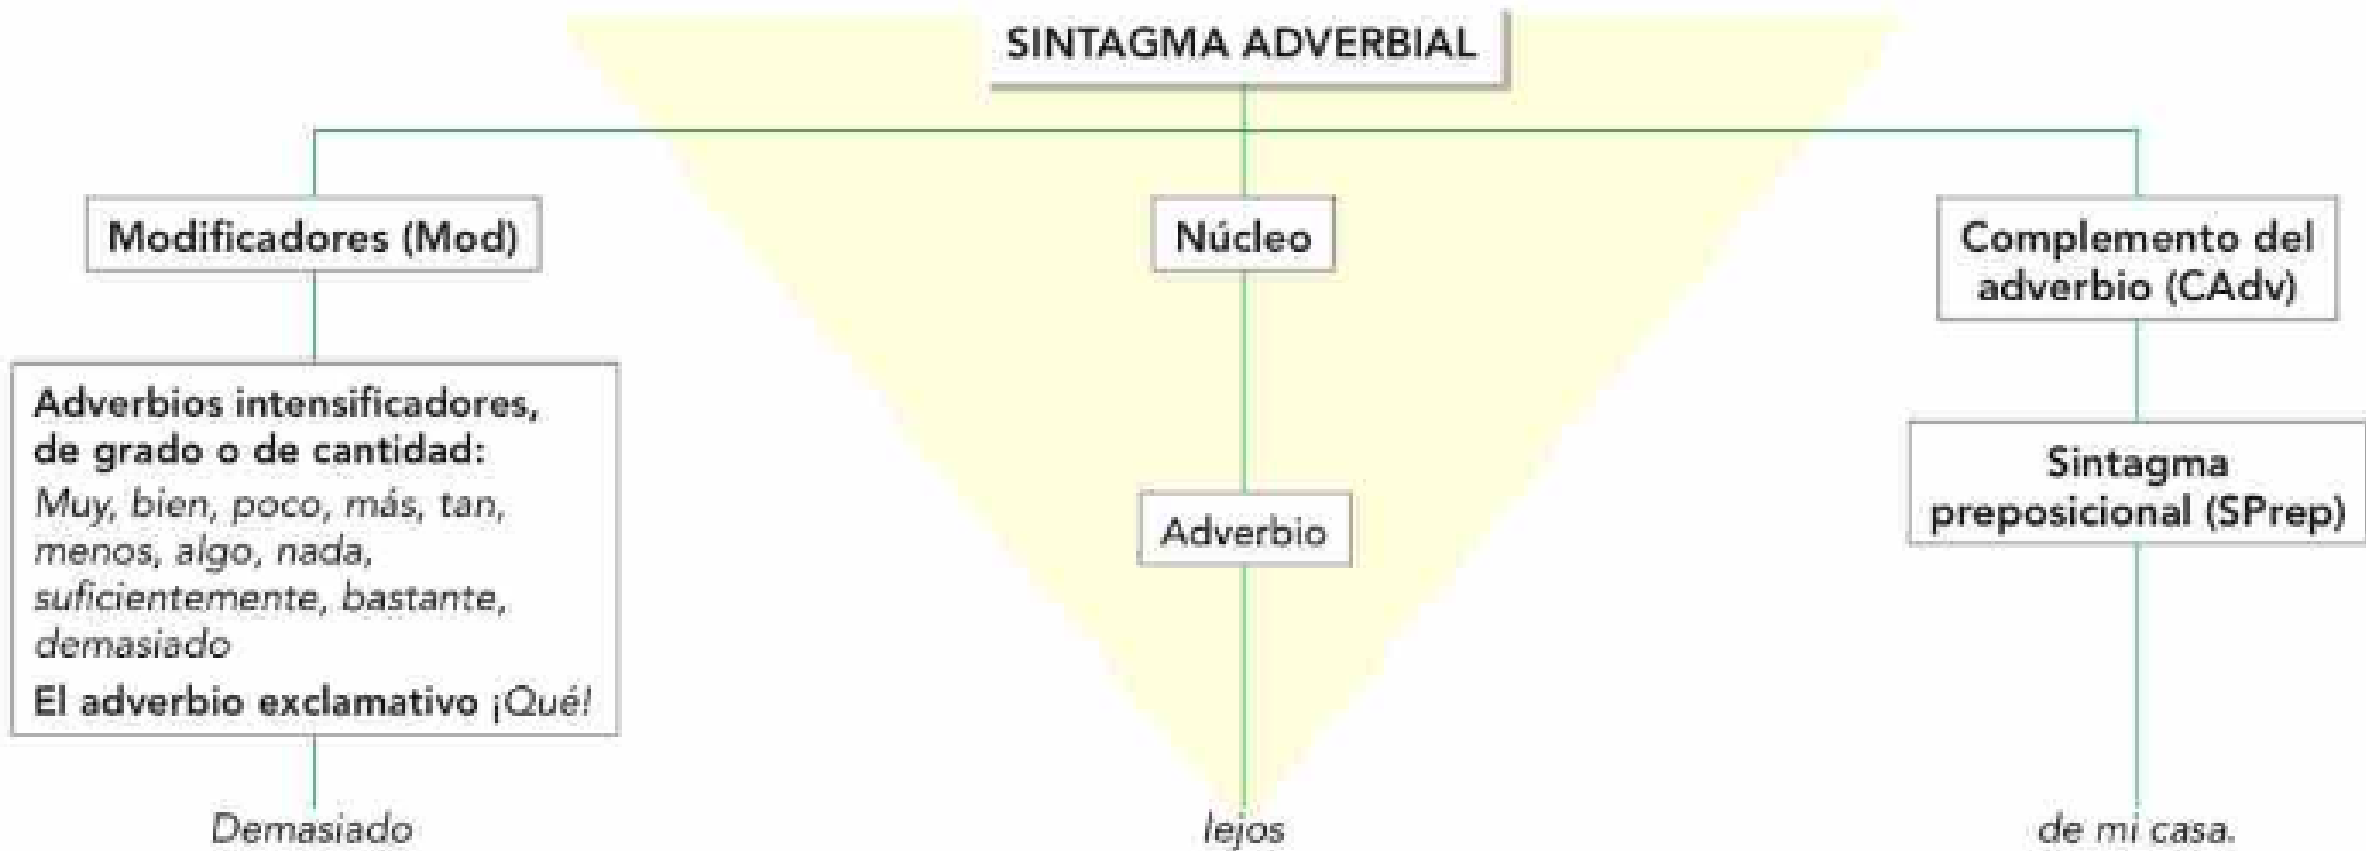 SINTAGMA ADVERBIAL
Modificadores (Mod)
Adverbios intensificadores,
de grado o de cantidad:
Muy, bien, poco, más, tan,
menos, algo, nada,
suficientemente, bastante,
demasiado
El adverbio exclamativo ¡Qué!
Demasiado
Núcleo
Adverbio
lejos
Complemento del
adverbio (CAdv)
Sintagma
preposicional (SPrep)
de mi casa.